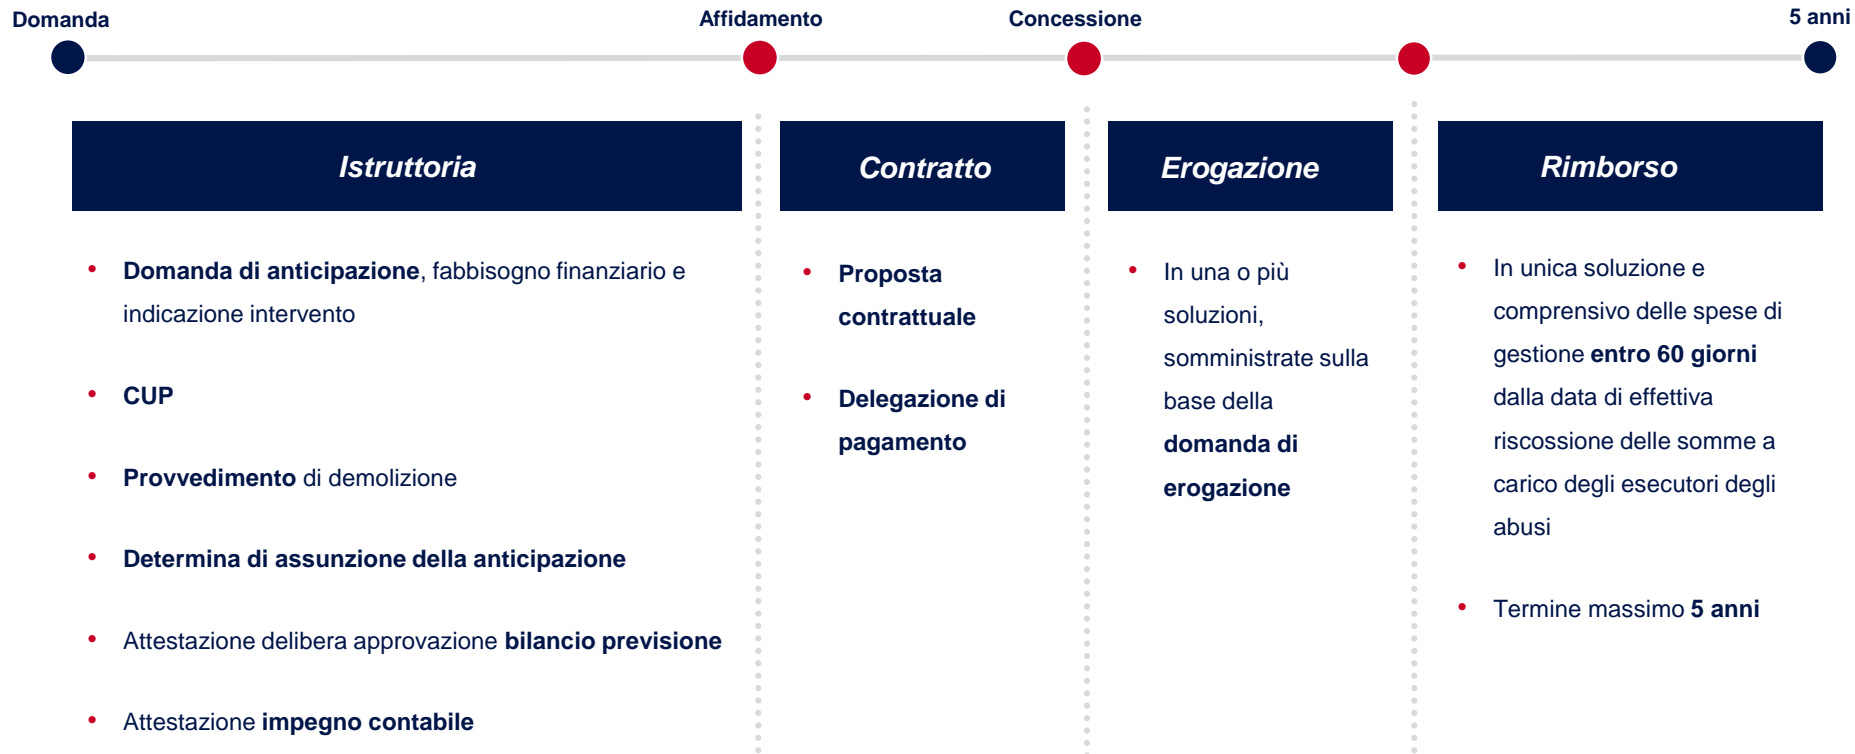 Domanda
Affidamento
Concessione
5 anni
Istruttoria
• Domanda di anticipazione, fabbisogno finanziario e
indicazione intervento
• CUP
• Provvedimento di demolizione
• Determina di assunzione della anticipazione
• Attestazione delibera approvazione bilancio previsione
• Attestazione impegno contabile
Contratto
• Proposta
contrattuale
• Delegazione di
pagamento
Erogazione
• In una o più
soluzioni,
somministrate sulla
base della
domanda di
erogazione
Rimborso
• In unica soluzione e
comprensivo delle spese di
gestione entro 60 giorni
dalla data di effettiva
riscossione delle somme a
carico degli esecutori degli
abusi
• Termine massimo 5 anni